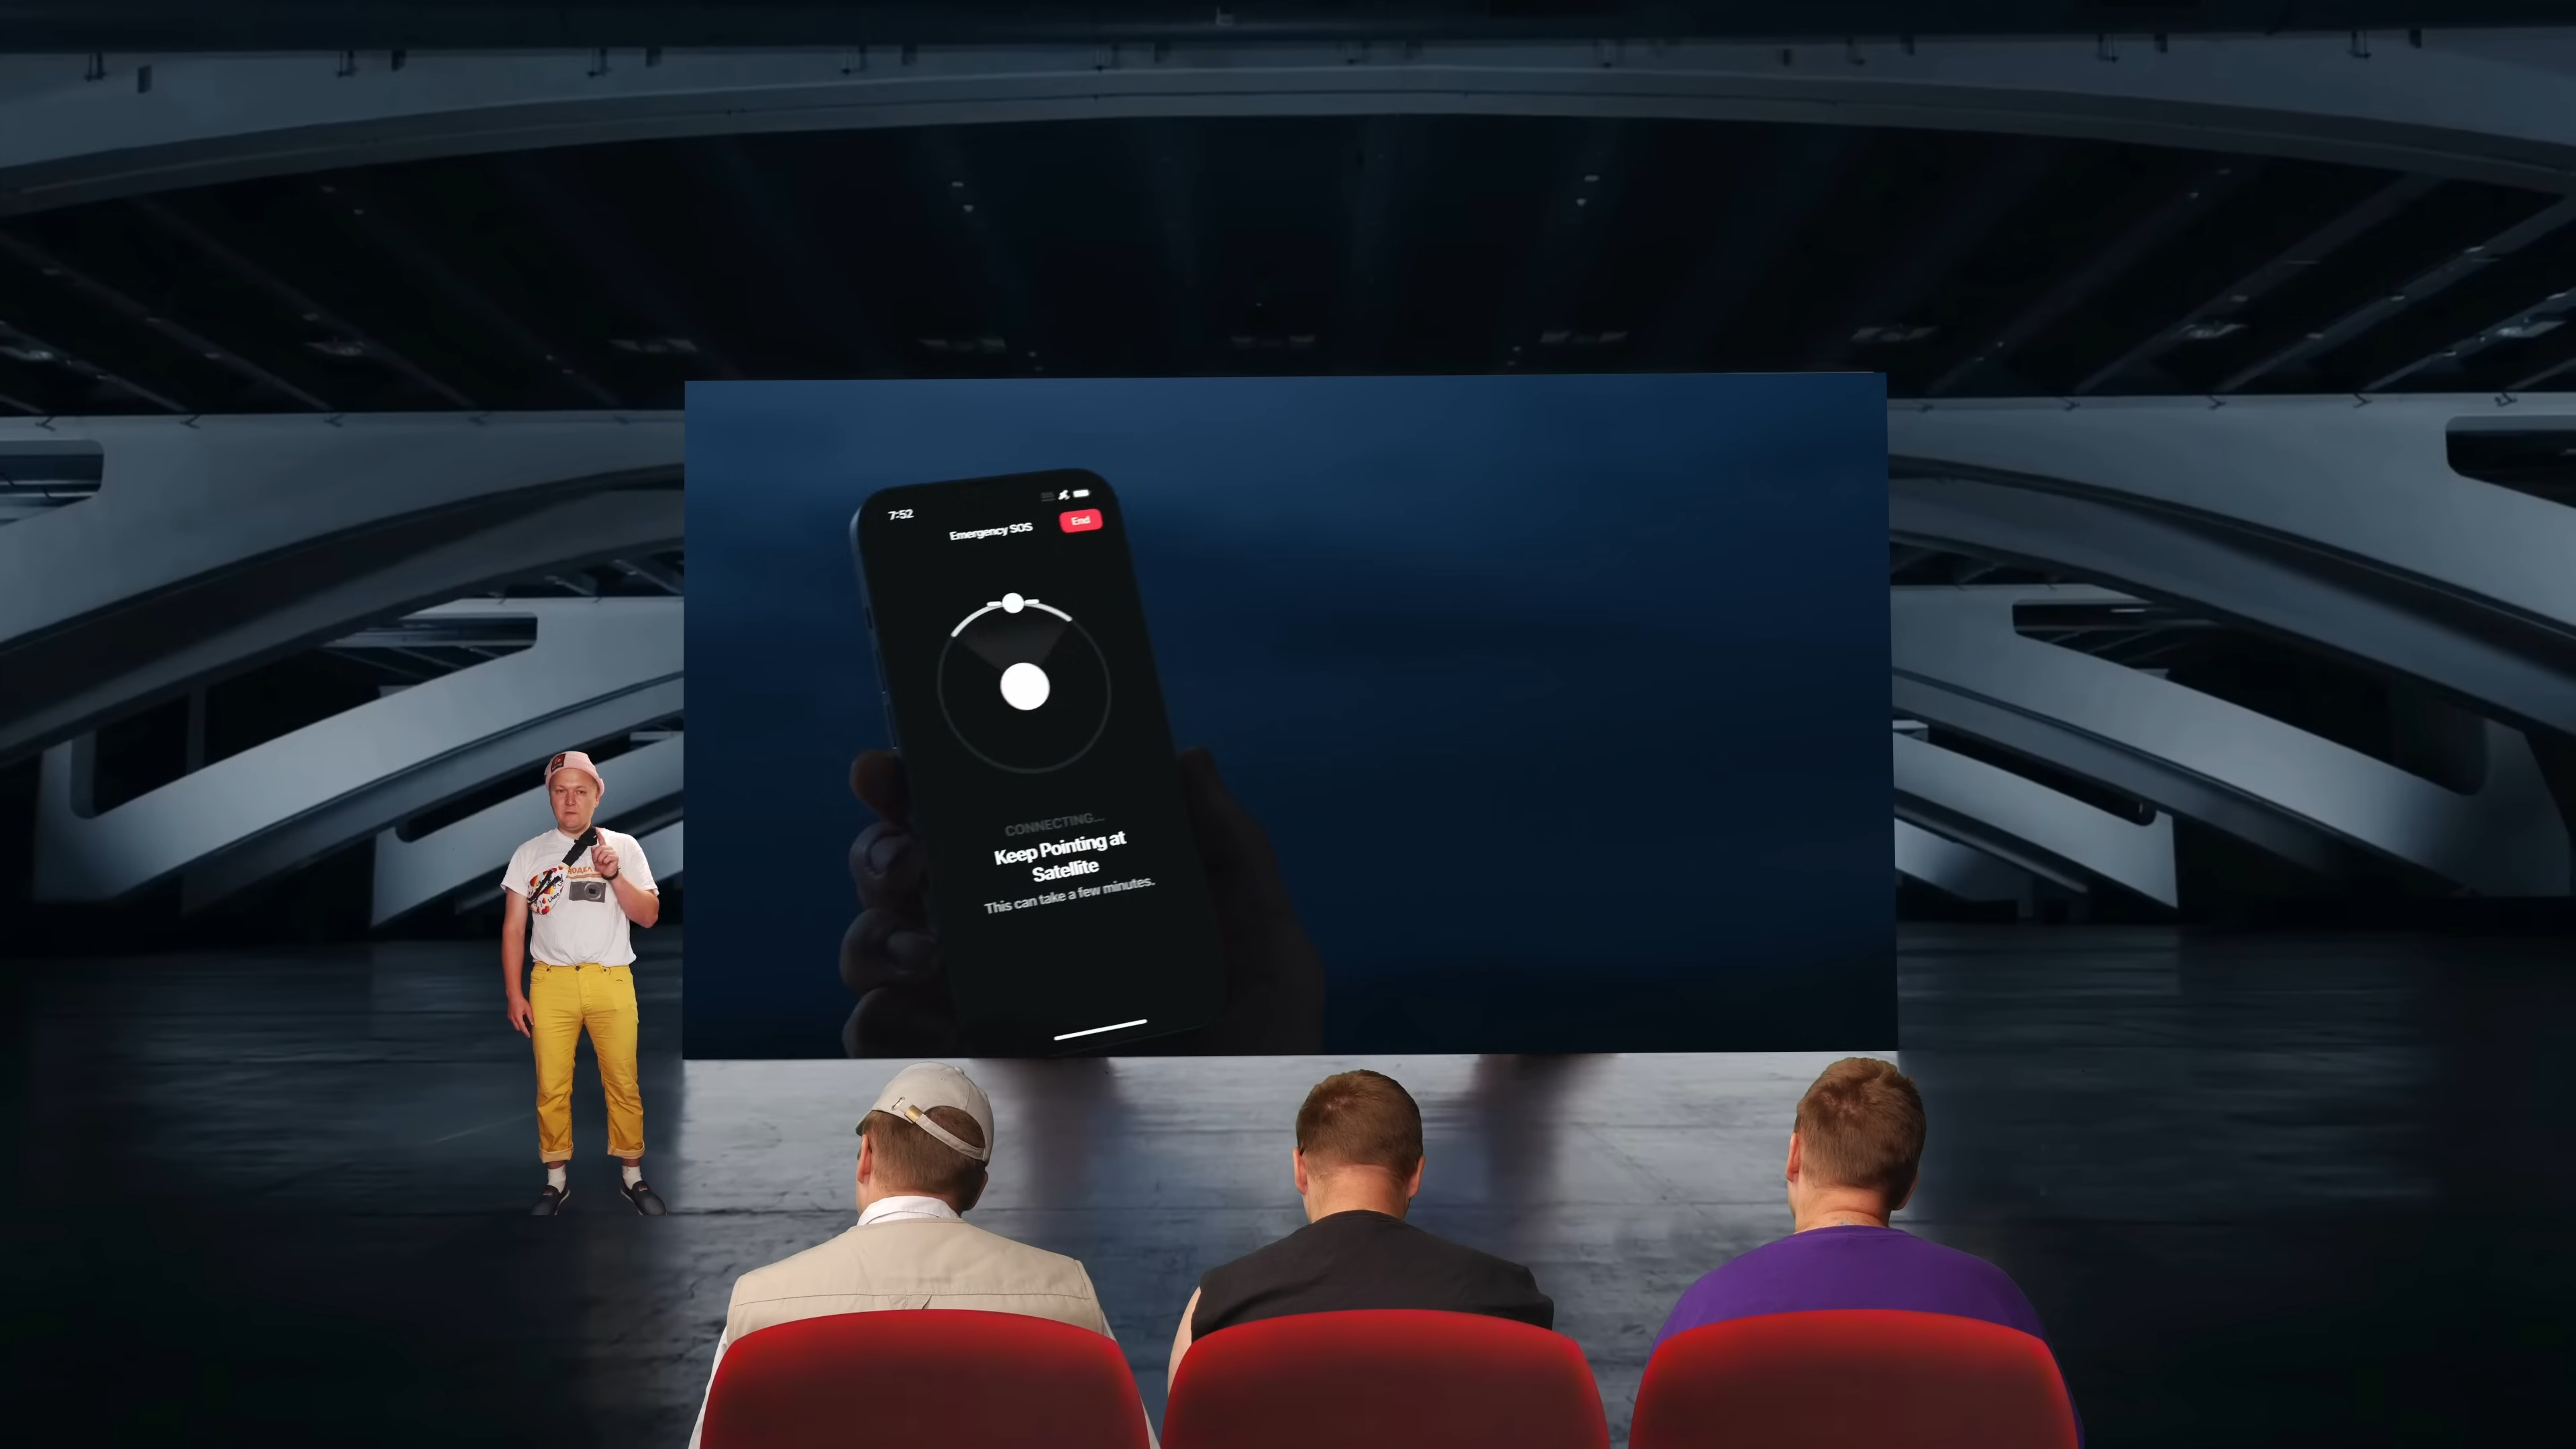 7:52
Emergency SOS
End
CONNECTING...
Keep Pointing at
Satellite
This can take a few minutes.